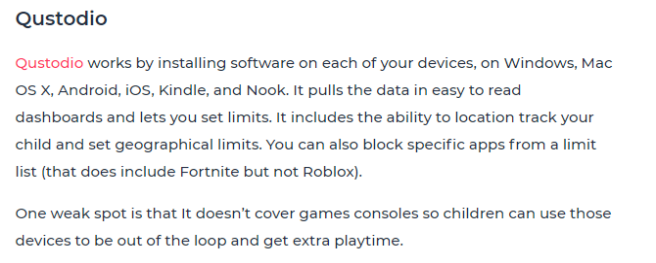 Qustodio
Qustodio works by installing software on each of your devices, on Windows, Mac
OS X, Android, iOS, Kindle, and Nook. It pulls the data in easy to read
dashboards and lets you set limits. It includes the ability to location track your
child and set geographical limits. You can also block specific apps from a limit
list (that does include Fortnite but not Roblox).
One weak spot is that It doesn’t cover games consoles so children can use those
devices to be out of the loop and get extra playtime.